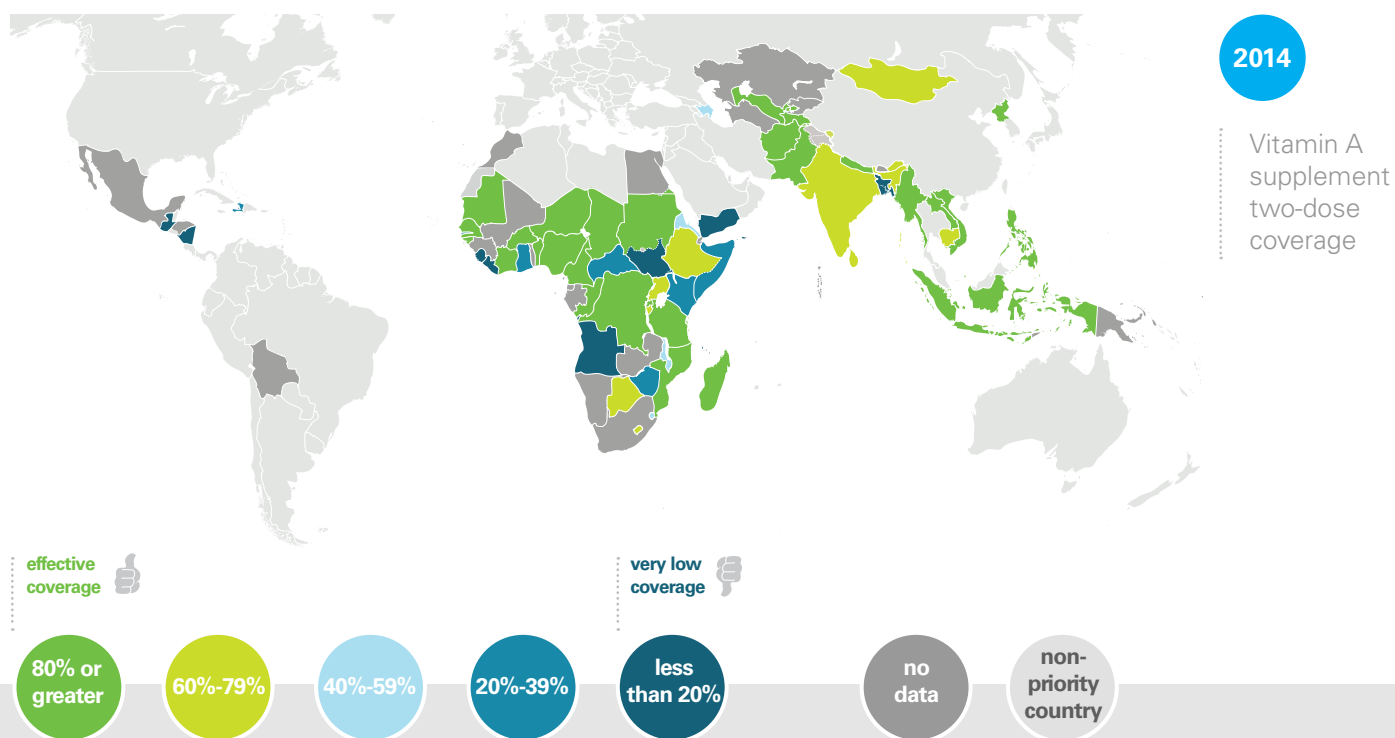 2014
Vitamin A
supplement
two-dose
coverage
effective
coverage
very low
coverage
80% or
greater
60%-79%
40%-59%
20%-39%
less
than 20%
no
data
non-
priority
country